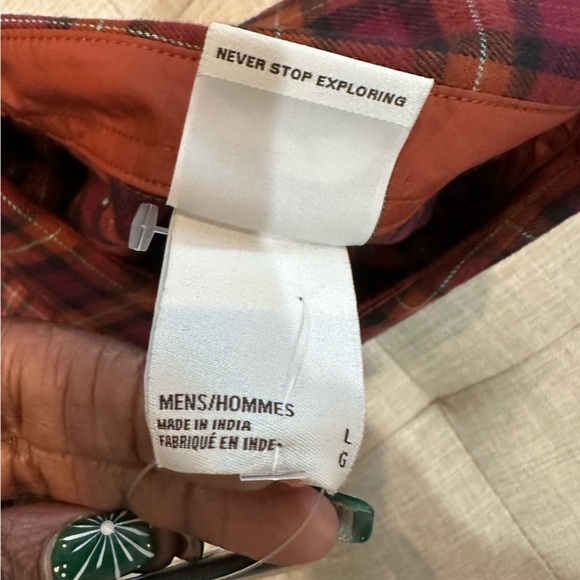 NEVER STOP EXPLORING
MENS/HOMMES
MADE IN INDIA
FABRIQUÉ EN INDE
L
G